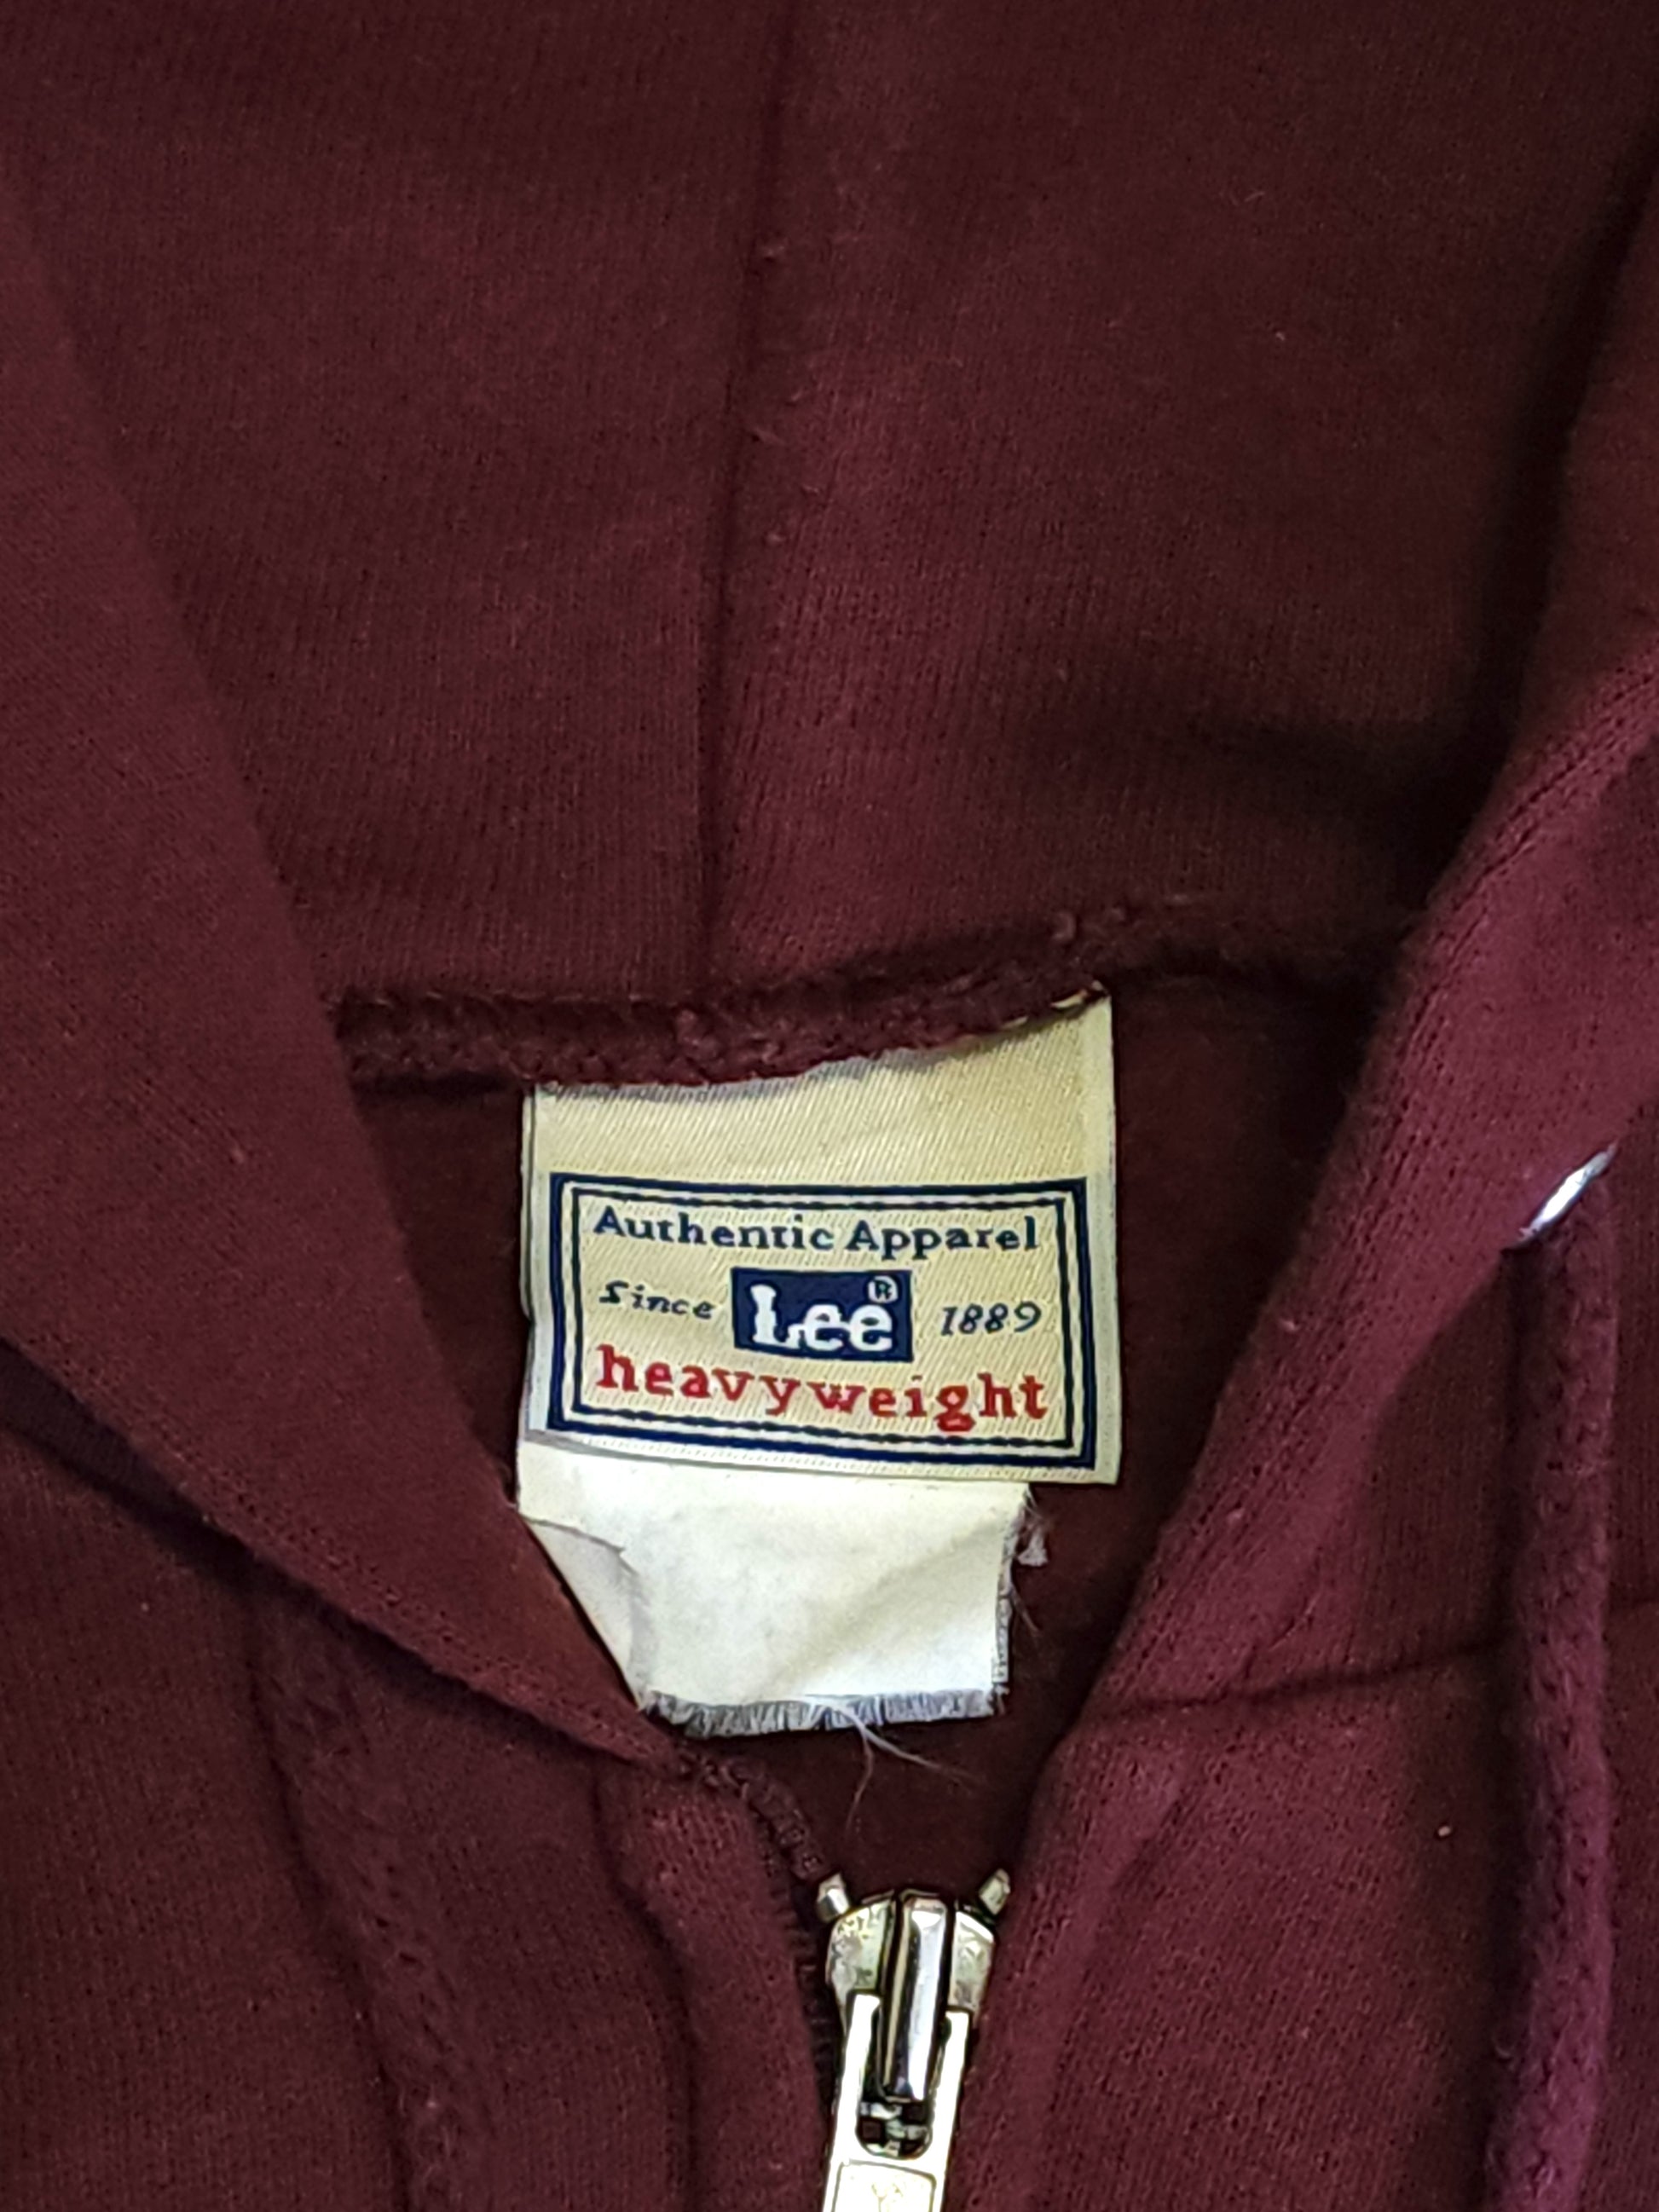 Authentic Apparel
Since Lee® 1889
heavyweight